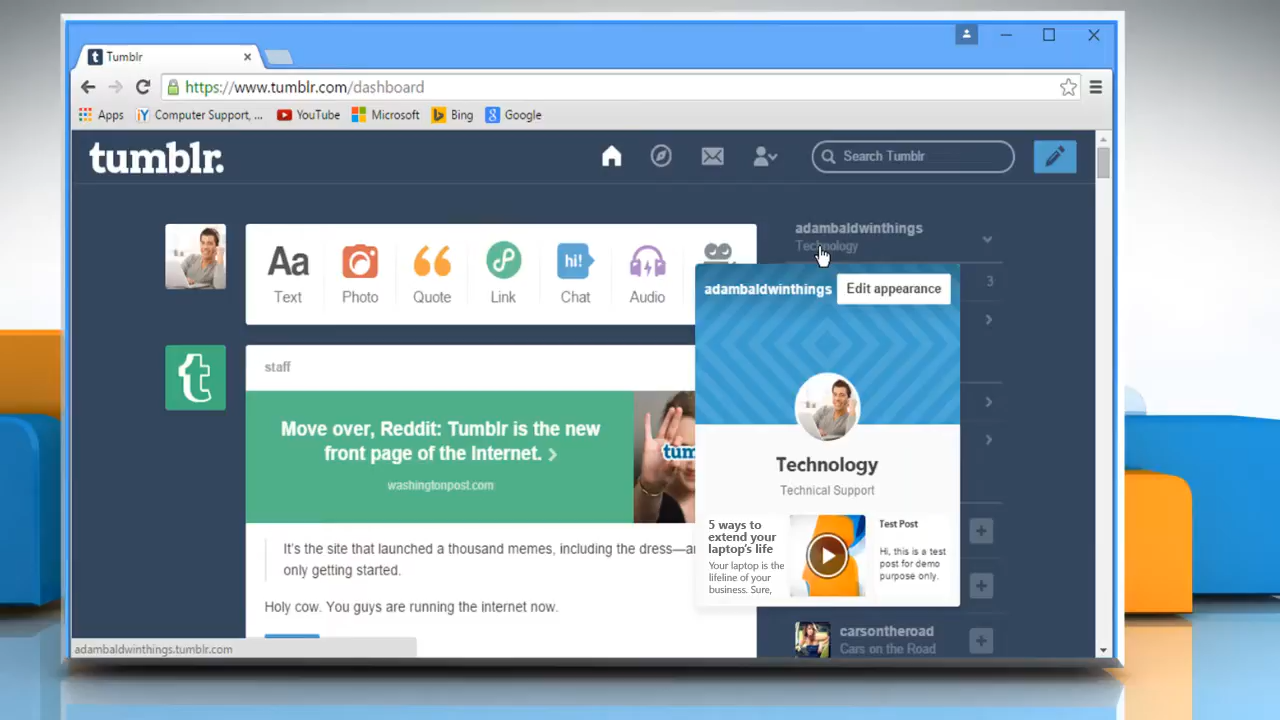 Tumblr
https://www.tumblr.com/dashboard
Apps
Computer Support, ...
YouTube
Microsoft
Bing
Google
tumblr.
Search Tumblr
adambaldwinthings
Technology
Aa
hi!
Text
Photo
Quote
Link
Chat
Audio
3
adambaldwinthings
Edit appearance
staff
Move over, Reddit: Tumblr is the new
front page of the Internet.
washingtonpost.com
Technology
Technical Support
5 ways to
extend your
laptop's life
Your laptop is the
lifeline of your
business. Sure,
Test Post
Hi, this is a test
post for demo
purpose only.
It's the site that launched a thousand memes, including the dress—a
only getting started.
Holy cow. You guys are running the internet now.
carsontheroad
Cars on the Road
adambaldwinthings.tumblr.com